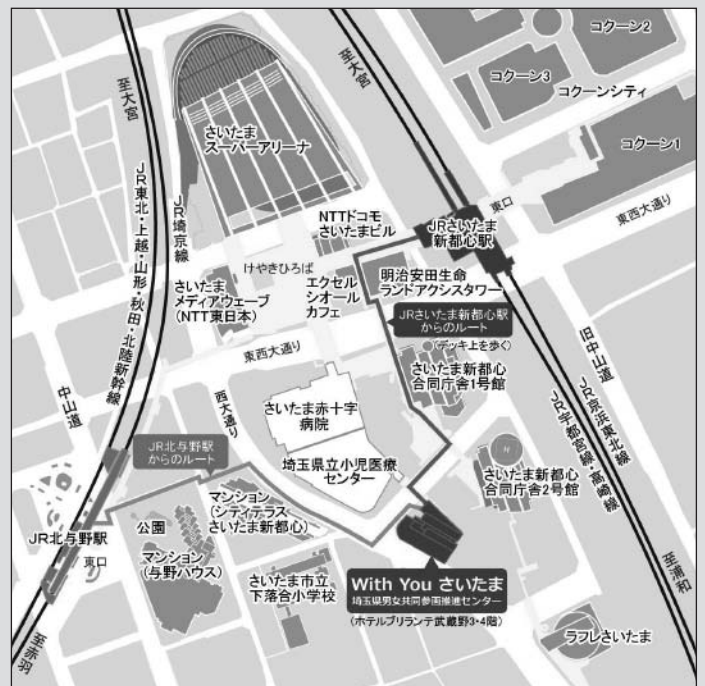 コクーン2
コクーン3
コクーンシティ
コクーン1
至大宮
至大宮
さいたま
スーパーアリーナ
JR東北・上越・山形・秋田・北陸新幹線
JR埼京線
NTTドコモ
さいたまビル
JRさいたま
新都心駅
東口
東西大通り
けやきひろば
さいたま
メディアウェーブ
(NTT東日本)
エクセル
シオール
カフェ
明治安田生命
ランドアクシスタワー
JRさいたま新都心駅
からのルート
(デッキ上を歩く)
東西大通り
さいたま新都心
合同庁舎1号館
旧中山道
JR京浜東北線
JR宇都宮線・高崎線
中山道
西大通り
さいたま赤十字
病院
JR北与野駅
からのルート
埼玉県立小児医療
センター
さいたま新都心
合同庁舎2号館
マンション
(シティテラス
さいたま新都心)
公園
JR北与野駅
東口
マンション
(与野ハウス)
さいたま市立
下落合小学校
With You さいたま
埼玉県男女共同参画推進センター
(ホテルブリランテ武蔵野3・4階)
至浦和
ラフレさいたま
至赤羽